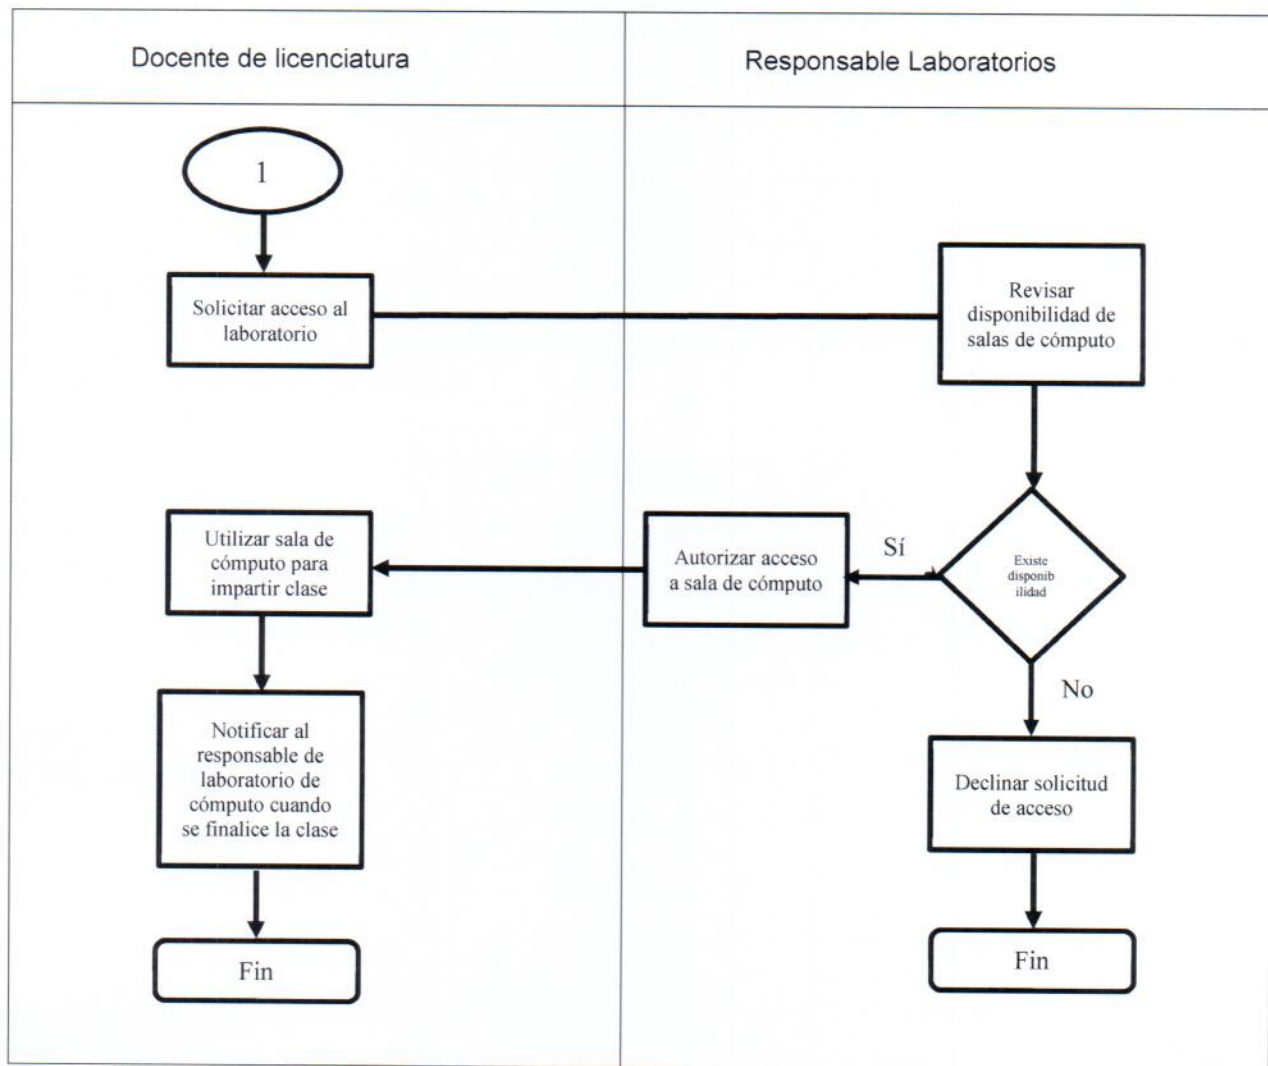 Docente de licenciatura
Responsable Laboratorios
1
Solicitar acceso al
laboratorio
Revisar
disponibilidad de
salas de cómputo
Utilizar sala de
cómputo para
impartir clase
Autorizar acceso
a sala de cómputo
Sí
Existe
disponib
ilidad
No
Notificar al
responsable de
laboratorio de
cómputo cuando
se finalice la clase
Declinar solicitud
de acceso
Fin
Fin